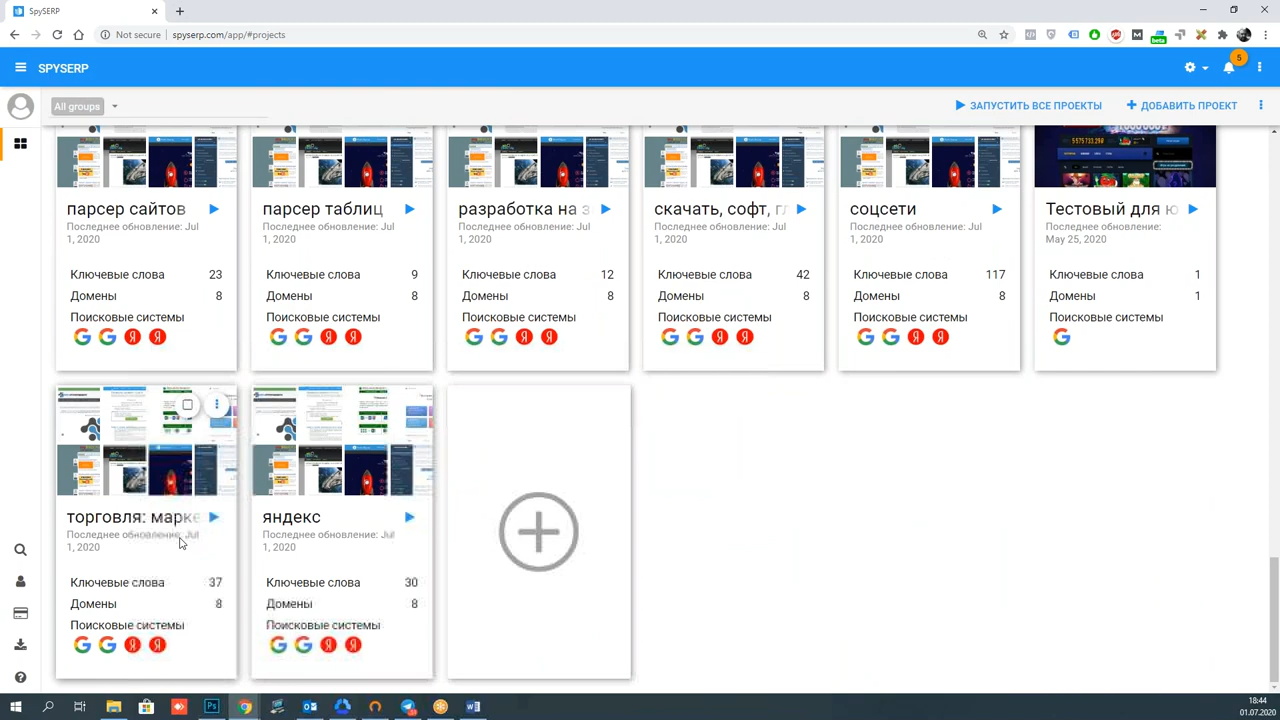 SpySERP
Not secure
spyserp.com/app/#projects
beta
SPYSERP
5
All groups
ЗАПУСТИТЬ ВСЕ ПРОЕКТЫ
ДОБАВИТЬ ПРОЕКТ
5575733.29
парсер сайтов
Последнее обновление: Jul
1, 2020
Ключевые слова 23
Домены 8
Поисковые системы
парсер таблиц
Последнее обновление: Jul
1, 2020
Ключевые слова 9
Домены 8
Поисковые системы
разработка на з
Последнее обновление: Jul
1, 2020
Ключевые слова 12
Домены 8
Поисковые системы
скачать, софт, г
Последнее обновление: Jul
1, 2020
Ключевые слова 42
Домены 8
Поисковые системы
соцсети
Последнее обновление: Jul
1, 2020
Ключевые слова 117
Домены 8
Поисковые системы
Тестовый для ю
Последнее обновление:
May 25, 2020
Ключевые слова 1
Домены 1
Поисковые системы
торговля: марке
Последнее обновление: Jul
1, 2020
Ключевые слова 37
Домены 8
Поисковые системы
яндекс
Последнее обновление: Jul
1, 2020
Ключевые слова 30
Домены 8
Поисковые системы
18:44
01.07.2020